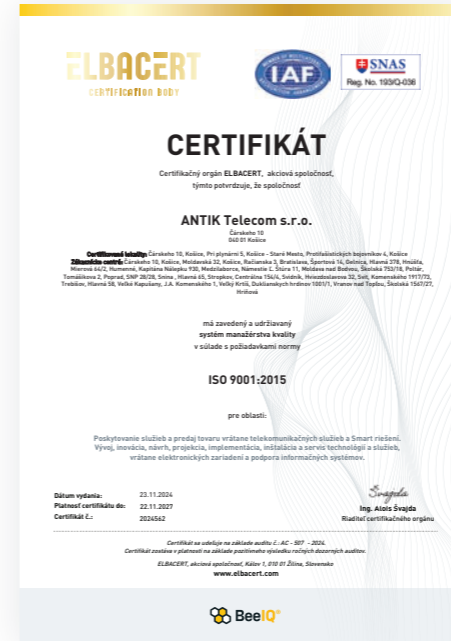 ELBACERT
CERTIFICATION BODY
MEMBER OF MULTILATERAL
IAF
SNAS
Reg. No. 193/Q-036
CERTIFIKÁT
Certifikačný orgán ELBACERT, akciová spoločnosť,
týmto potvrdzuje, že spoločnosť
ANTIK Telecom s.r.o.
Čárskeho 10
040 01 Košice
Certifikované lokality: Čárskeho 10, Košice, Pri plynárni 5, Košice - Staré Mesto, Protifašistických bojovníkov 4, Košice
Zákaznícke centrá: Čárskeho 10, Košice, Moldavská 32, Košice, Račianska 3, Bratislava, Športová 14, Gelnica, Hlavná 378, Hnúšťa,
Mierová 64/2, Humenné, Kapitána Nálepku 930, Medzilaborce, Námestie Ľ. Štúra 11, Moldava nad Bodvou, Školská 753/18, Poltár,
Tomášikova 2, Poprad, SNP 28/28, Snina, Hlavná 65, Stropkov, Centrálna 154/4, Svidník, Hviezdoslavova 32, Svit, Komenského 1917/73,
Trebišov, Hlavná 58, Veľké Kapušany, J.A. Komenského 1, Veľký Krtíš, Duklianskych hrdinov 1001/1, Vranov nad Topľou, Školská 1567/27,
Hriňová
má zavedený a udržiavaný
systém manažérstva kvality
v súlade s požiadavkami normy
ISO 9001:2015
pre oblasti:
Poskytovanie služieb a predaj tovaru vrátane telekomunikačných služieb a Smart riešení.
Vývoj, inovácia, návrh, projekcia, implementácia, inštalácia a servis technológií a služieb,
vrátane elektronických zariadení a podpora informačných systémov.
Dátum vydania: 23.11.2024
Platnosť certifikátu do: 22.11.2027
Certifikát č.: 2024562
Švajda
Ing. Alois Švajda
Riaditeľ certifikačného orgánu
Certifikát sa udeľuje na základe auditu č.: AC - 507 - 2024.
Certifikát zostáva v platnosti na základe pozitívneho výsledku ročných dozorných auditov.
ELBACERT, akciová spoločnosť, Kálov 1, 010 01 Žilina, Slovensko
www.elbacert.com
BeeIQ